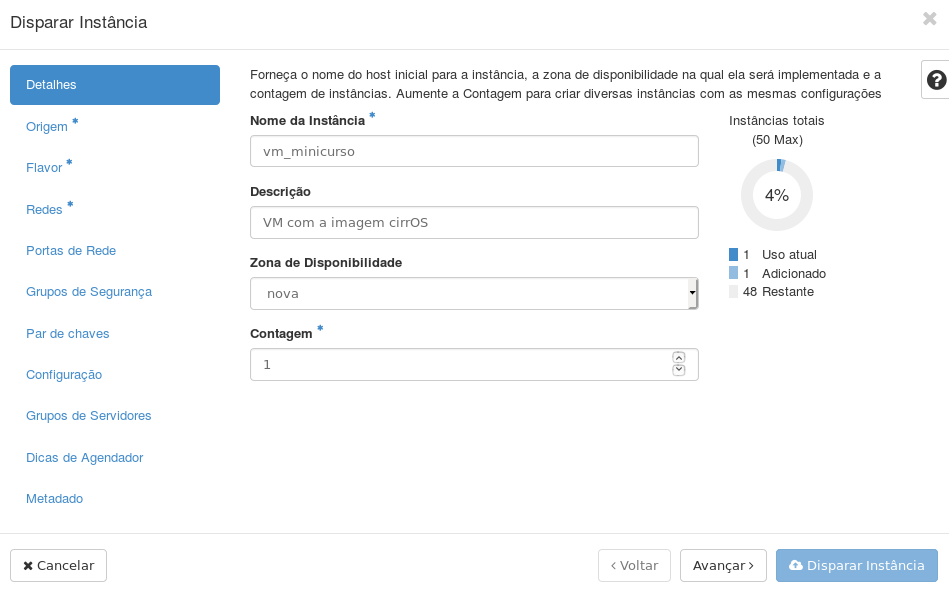 Disparar Instância
Detalhes
Origem *
Flavor *
Redes *
Portas de Rede
Grupos de Segurança
Par de chaves
Configuração
Grupos de Servidores
Dicas de Agendador
Metadado
Forneça o nome do host inicial para a instância, a zona de disponibilidade na qual ela será implementada e a
contagem de instâncias. Aumente a Contagem para criar diversas instâncias com as mesmas configurações
Nome da Instância *
vm_minicurso
Descrição
VM com a imagem cirrOS
Zona de Disponibilidade
nova
Contagem *
1
Instâncias totais
(50 Max)
4%
1 Uso atual
1 Adicionado
48 Restante
Cancelar
‹ Voltar
Avançar ›
Disparar Instância